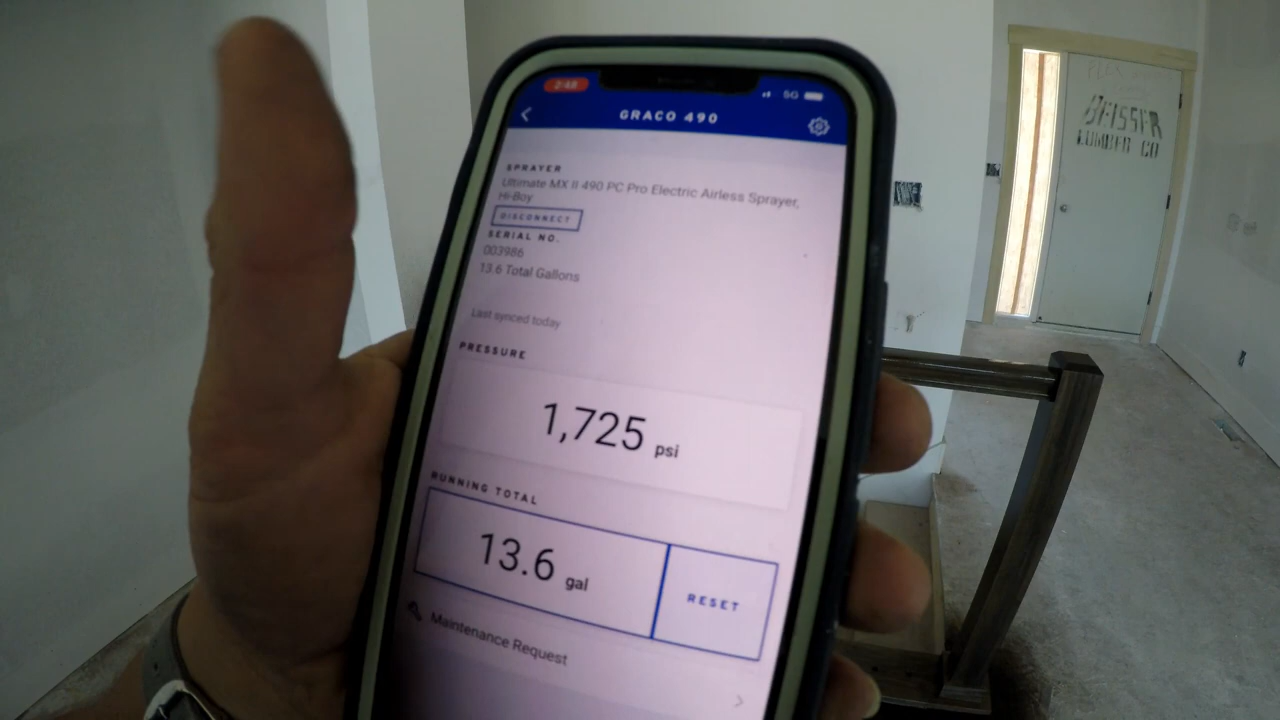 2:48
5G
GRACO 490
SPRAYER
Ultimate MX II 490 PC Pro Electric Airless Sprayer,
Hi-Boy
DISCONNECT
SERIAL NO.
003986
13.6 Total Gallons
Last synced today
PRESSURE
1,725 psi
RUNNING TOTAL
13.6 gal
RESET
Maintenance Request
BEISSER
LUMBER CO